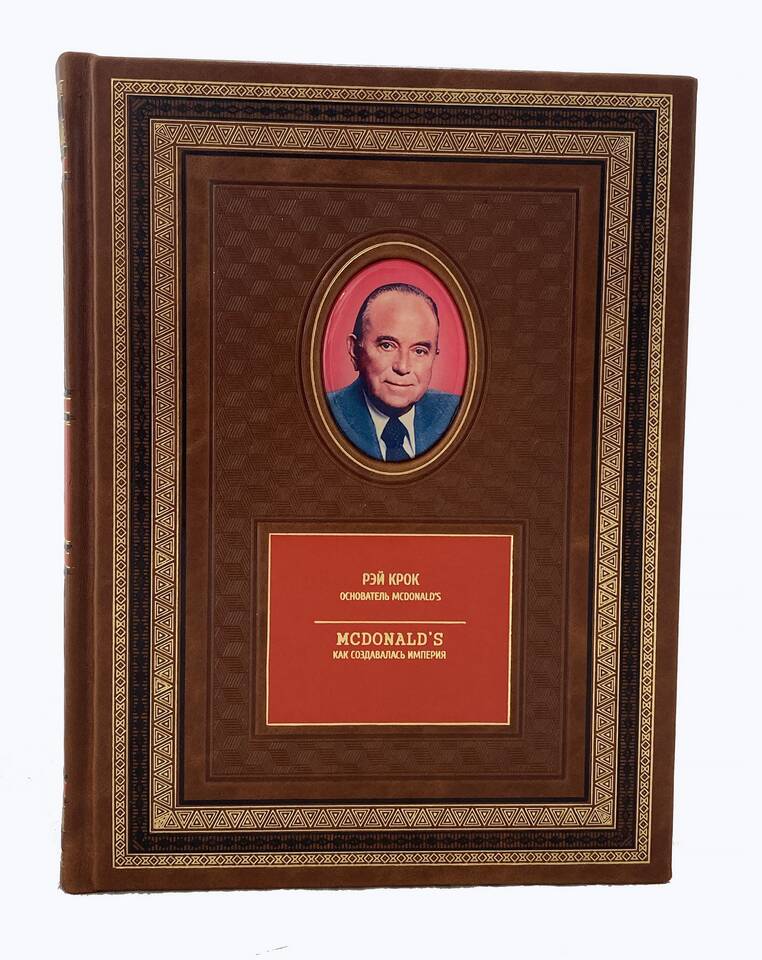 РЭЙ КРОК
ОСНОВАТЕЛЬ MCDONALD'S
MCDONALD'S
КАК СОЗДАВАЛАСЬ ИМПЕРИЯ